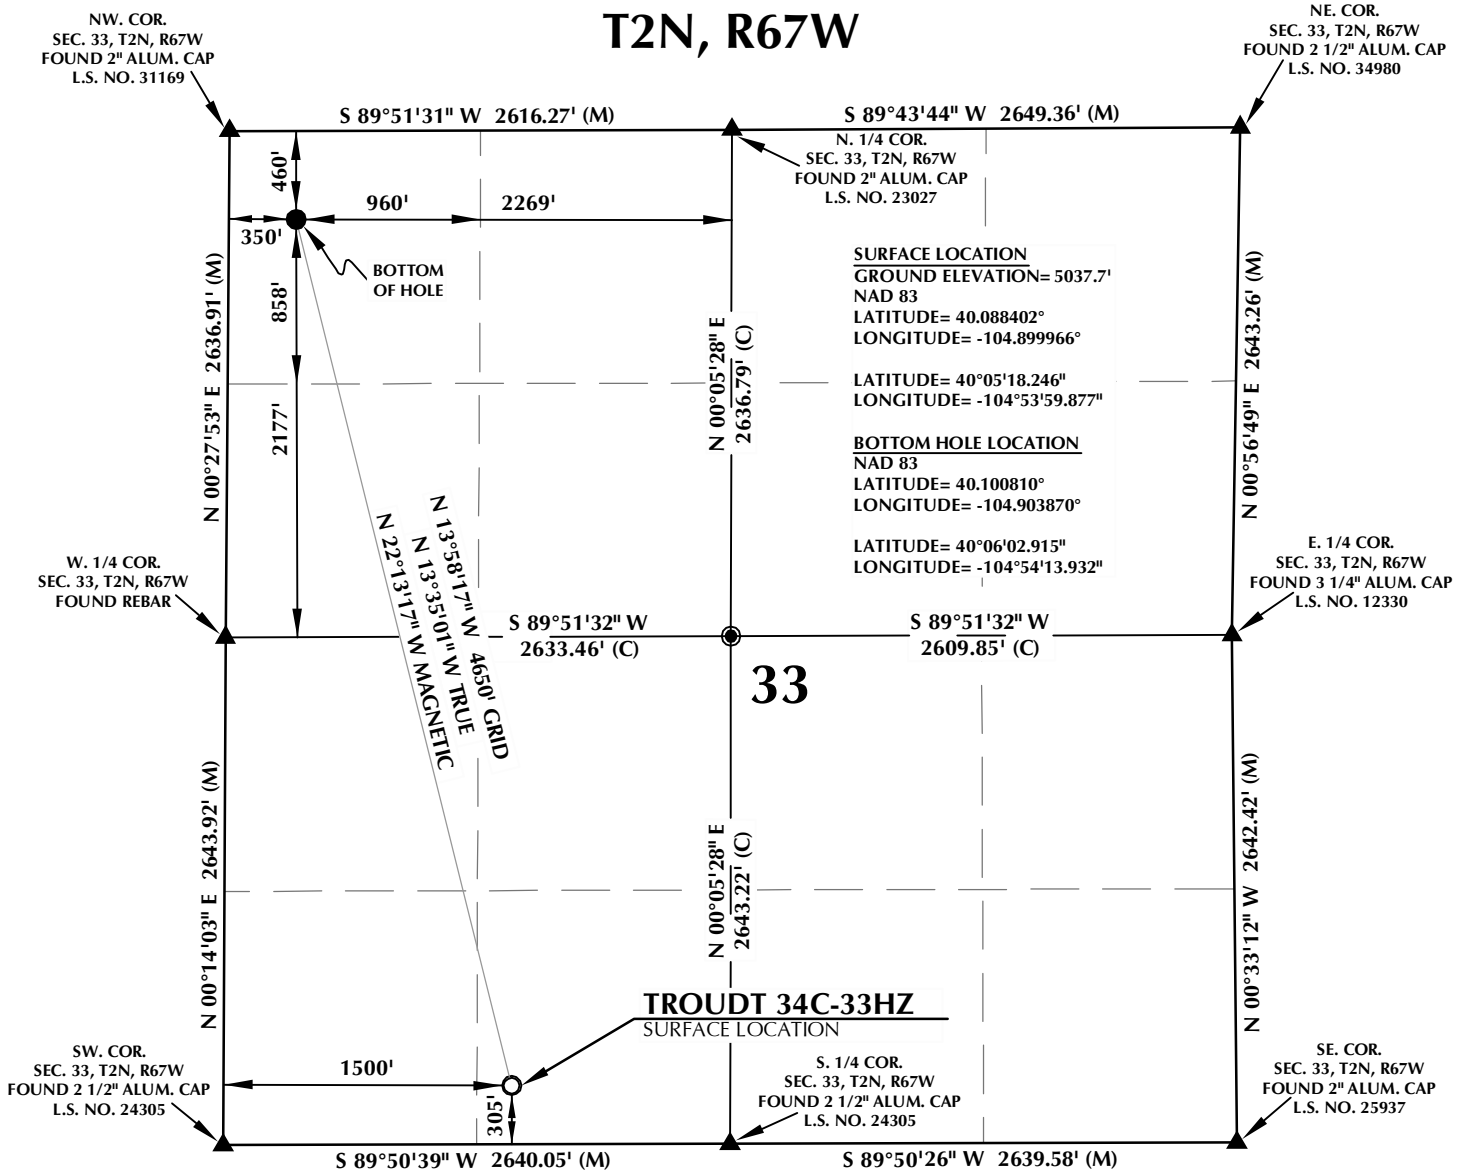 T2N, R67W
NW. COR.
SEC. 33, T2N, R67W
FOUND 2" ALUM. CAP
L.S. NO. 31169
NE. COR.
SEC. 33, T2N, R67W
FOUND 2 1/2" ALUM. CAP
L.S. NO. 34980
S 89°51'31" W 2616.27' (M)
S 89°43'44" W 2649.36' (M)
N. 1/4 COR.
SEC. 33, T2N, R67W
FOUND 2" ALUM. CAP
L.S. NO. 23027
460'
960'
2269'
350'
BOTTOM
OF HOLE
858'
2177'
N 00°27'53" E 2636.91' (M)
N 00°05'28" E
2636.79' (C)
SURFACE LOCATION
GROUND ELEVATION= 5037.7'
NAD 83
LATITUDE= 40.088402°
LONGITUDE= -104.899966°
LATITUDE= 40°05'18.246"
LONGITUDE= -104°53'59.877"
BOTTOM HOLE LOCATION
NAD 83
LATITUDE= 40.100810°
LONGITUDE= -104.903870°
LATITUDE= 40°06'02.915"
LONGITUDE= -104°54'13.932"
N 00°56'49" E 2643.26' (M)
W. 1/4 COR.
SEC. 33, T2N, R67W
FOUND REBAR
E. 1/4 COR.
SEC. 33, T2N, R67W
FOUND 3 1/4" ALUM. CAP
L.S. NO. 12330
N 13°58'17" W 4650' GRID
N 13°35'01" W TRUE
N 22°13'17" W MAGNETIC
S 89°51'32" W
2633.46' (C)
S 89°51'32" W
2609.85' (C)
33
N 00°14'03" E 2643.92' (M)
N 00°05'28" E
2643.22' (C)
N 00°33'12" W 2642.42' (M)
TROUDT 34C-33HZ
SURFACE LOCATION
1500'
305'
SW. COR.
SEC. 33, T2N, R67W
FOUND 2 1/2" ALUM. CAP
L.S. NO. 24305
S. 1/4 COR.
SEC. 33, T2N, R67W
FOUND 2 1/2" ALUM. CAP
L.S. NO. 24305
SE. COR.
SEC. 33, T2N, R67W
FOUND 2" ALUM. CAP
L.S. NO. 25937
S 89°50'39" W 2640.05' (M)
S 89°50'26" W 2639.58' (M)